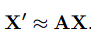 X′ ≈ AX.